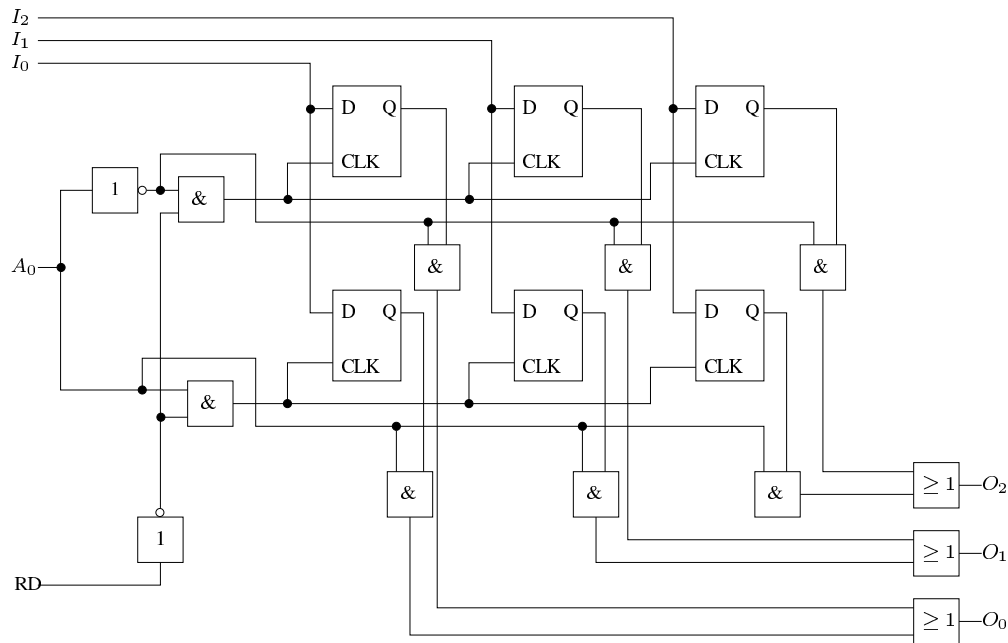 I₂
I₁
I₀
D Q D Q D Q
CLK CLK CLK
1 &
A₀ & & &
D Q D Q D Q
CLK CLK CLK
&
& & & ≥ 1 O₂
1 ≥ 1 O₁
RD
≥ 1 O₀